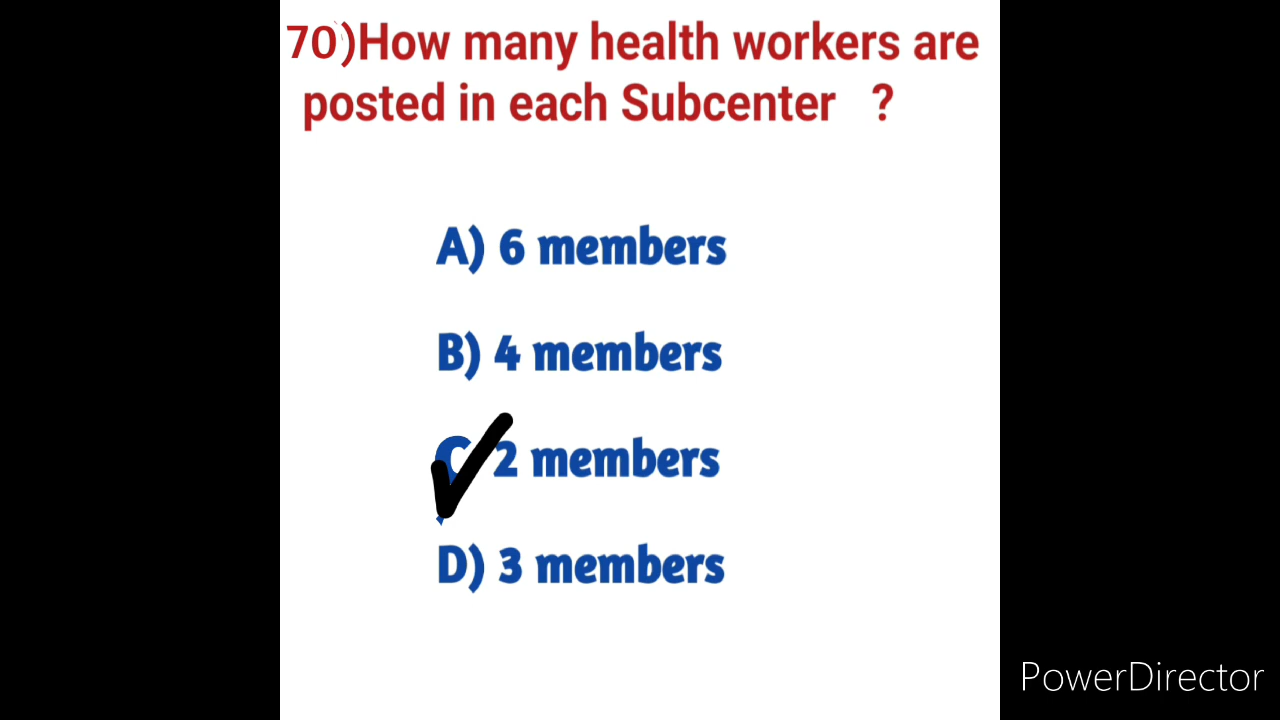 70)How many health workers are
posted in each Subcenter ?
A) 6 members
B) 4 members
C 2 members
D) 3 members
PowerDirector